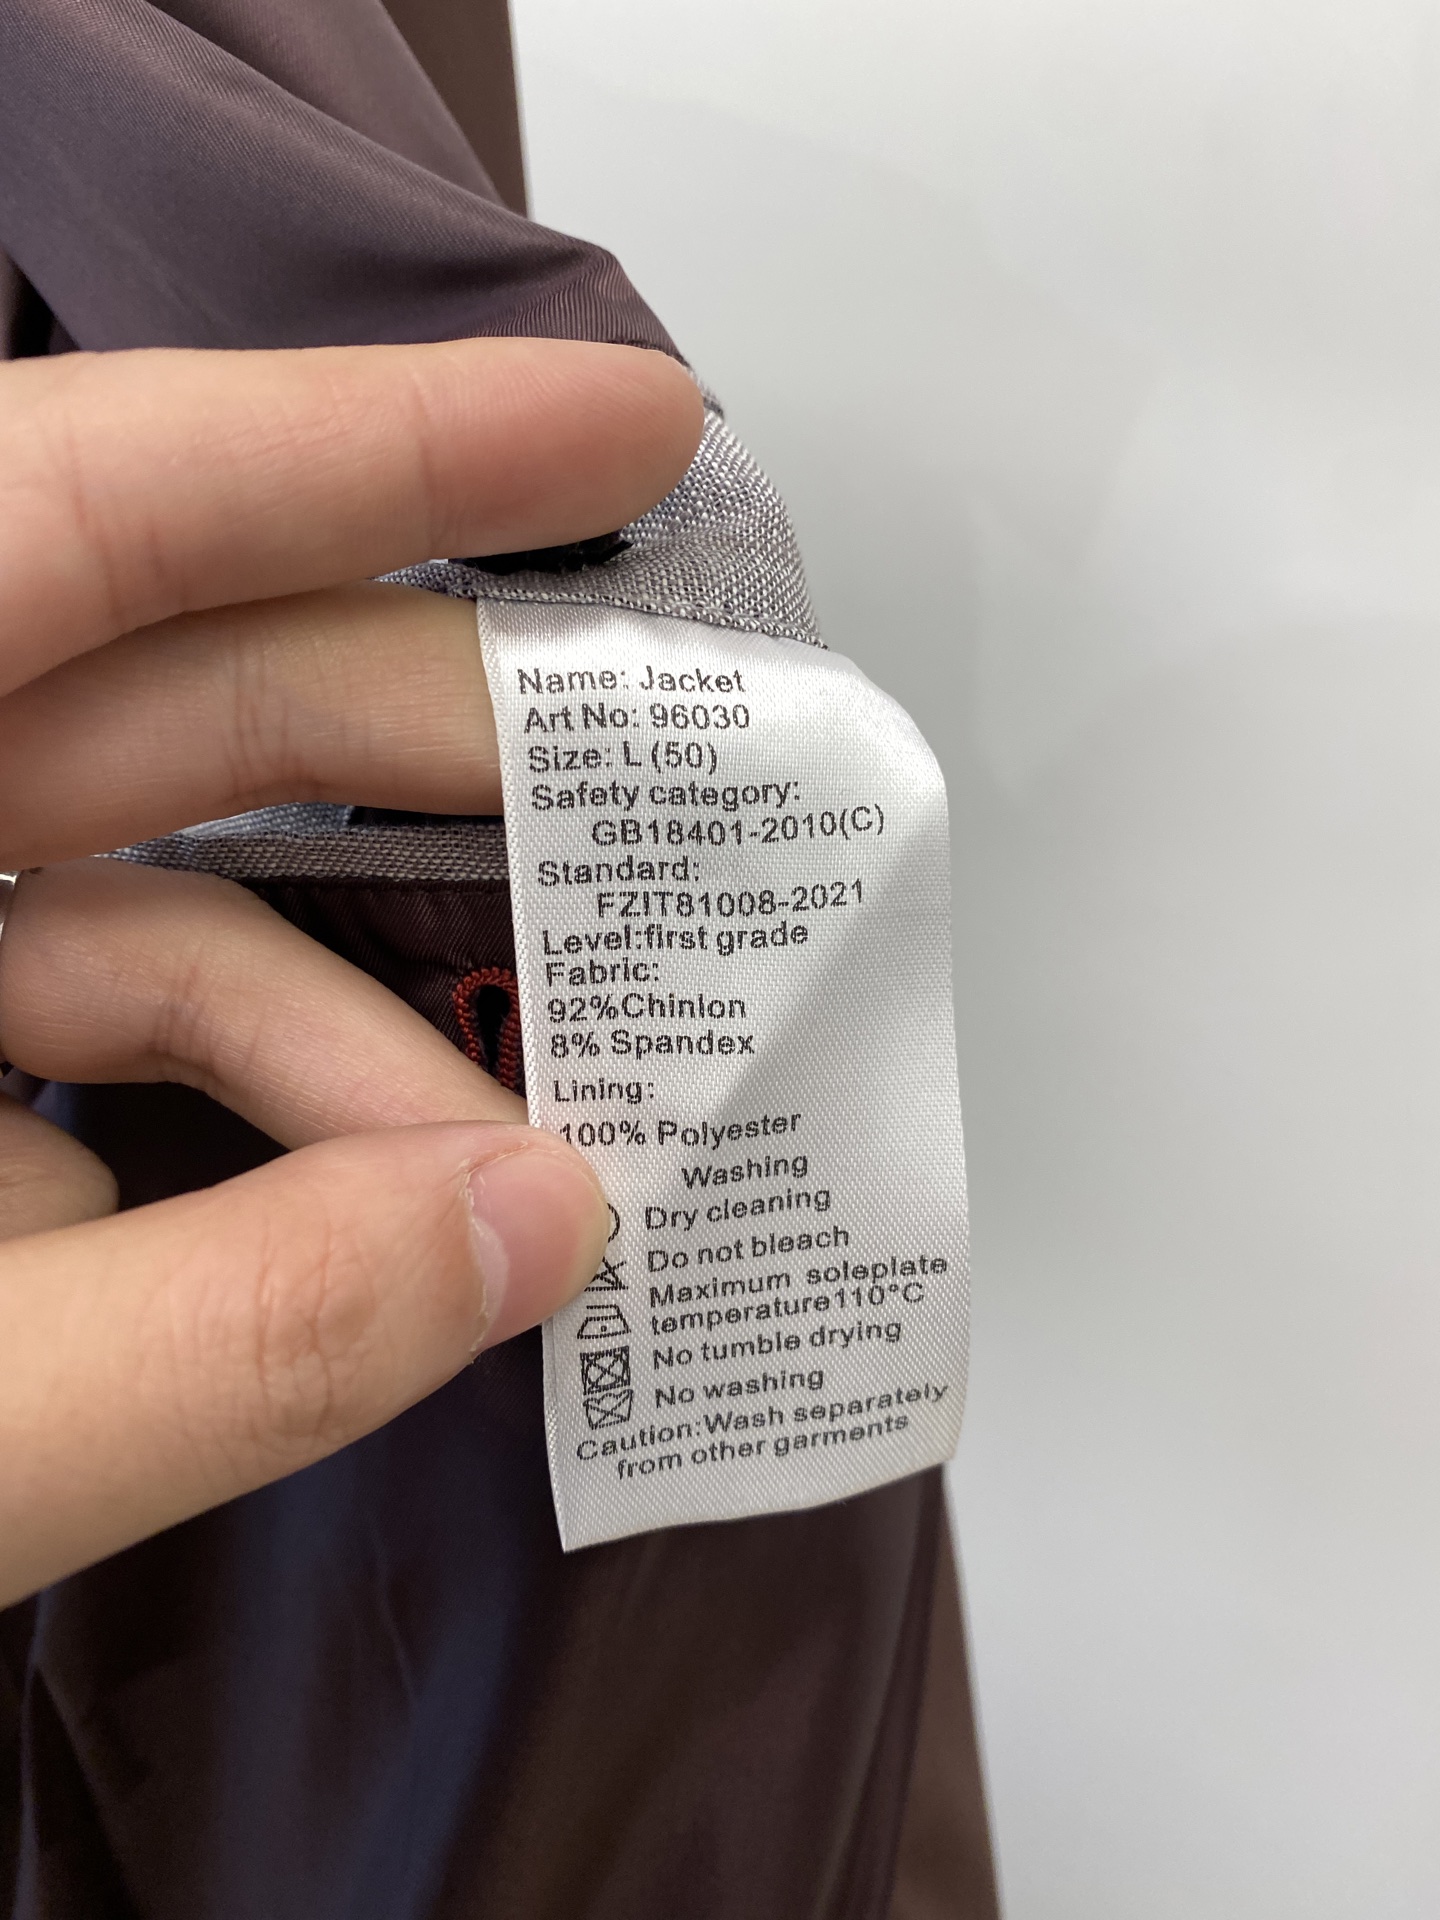 Name: Jacket
Art No: 96030
Size: L (50)
Safety category:
GB18401-2010(C)
Standard:
FZ/T81008-2021
Level:first grade
Fabric:
92%Chinlon
8% Spandex
Lining:
100% Polyester
Washing
Dry cleaning
Do not bleach
Maximum soleplate
temperature110°C
No tumble drying
No washing
Caution:Wash separately
from other garments